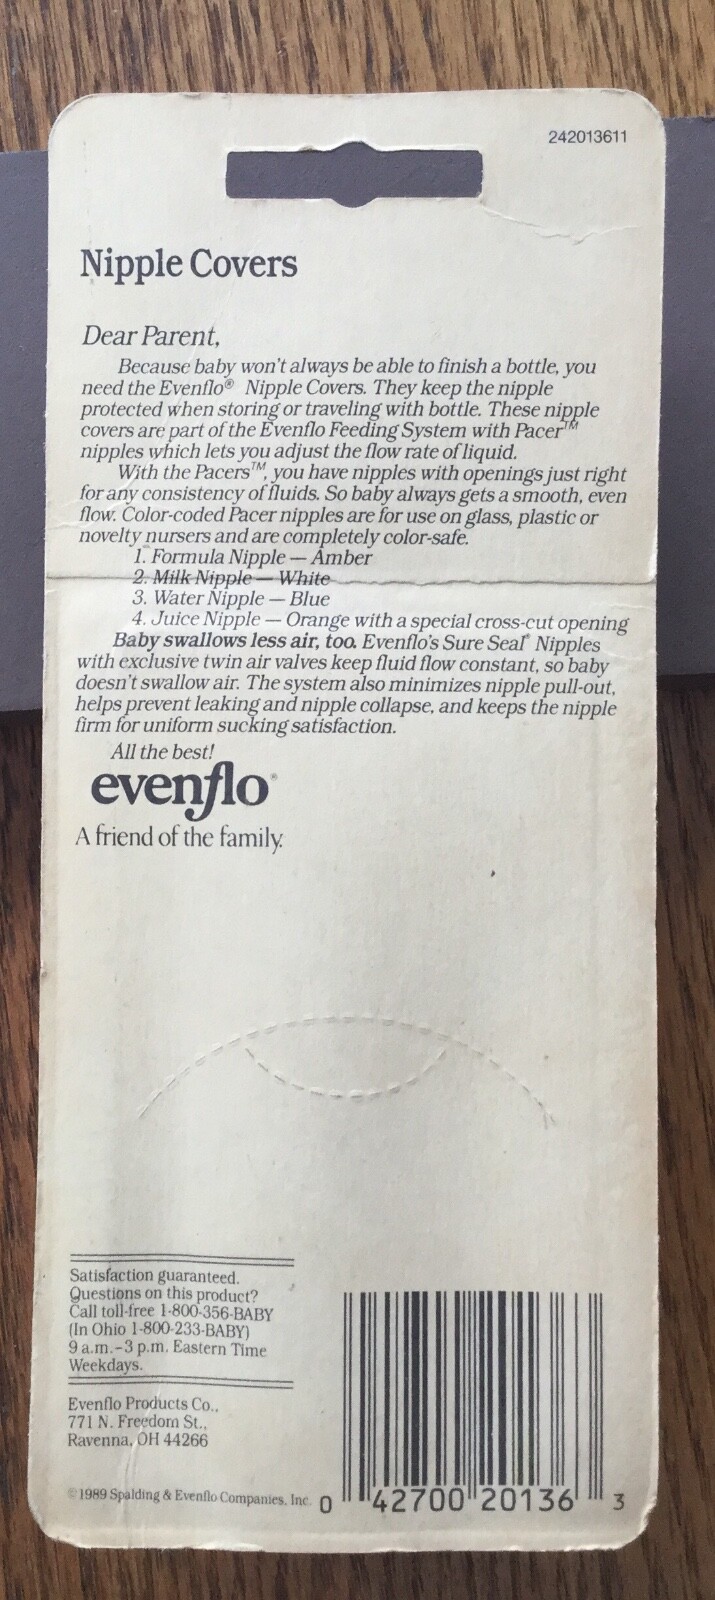 242013611
Nipple Covers
Dear Parent,
Because baby won't always be able to finish a bottle, you
need the Evenflo® Nipple Covers. They keep the nipple
protected when storing or traveling with bottle. These nipple
covers are part of the Evenflo Feeding System with Pacer™
nipples which lets you adjust the flow rate of liquid.
With the Pacers™, you have nipples with openings just right
for any consistency of fluids. So baby always gets a smooth, even
flow. Color-coded Pacer nipples are for use on glass, plastic or
novelty nursers and are completely color-safe.
1. Formula Nipple — Amber
2. Milk Nipple — White
3. Water Nipple — Blue
4. Juice Nipple — Orange with a special cross-cut opening
Baby swallows less air, too. Evenflo's Sure Seal® Nipples
with exclusive twin air valves keep fluid flow constant, so baby
doesn't swallow air. The system also minimizes nipple pull-out,
helps prevent leaking and nipple collapse, and keeps the nipple
firm for uniform sucking satisfaction.
All the best!
evenflo®
A friend of the family.
Satisfaction guaranteed.
Questions on this product?
Call toll-free 1-800-356-BABY
(In Ohio 1-800-233-BABY)
9 a.m.-3 p.m. Eastern Time
Weekdays.
Evenflo Products Co.,
771 N. Freedom St.,
Ravenna, OH 44266
©1989 Spalding & Evenflo Companies, Inc.
0 42700 20136 3